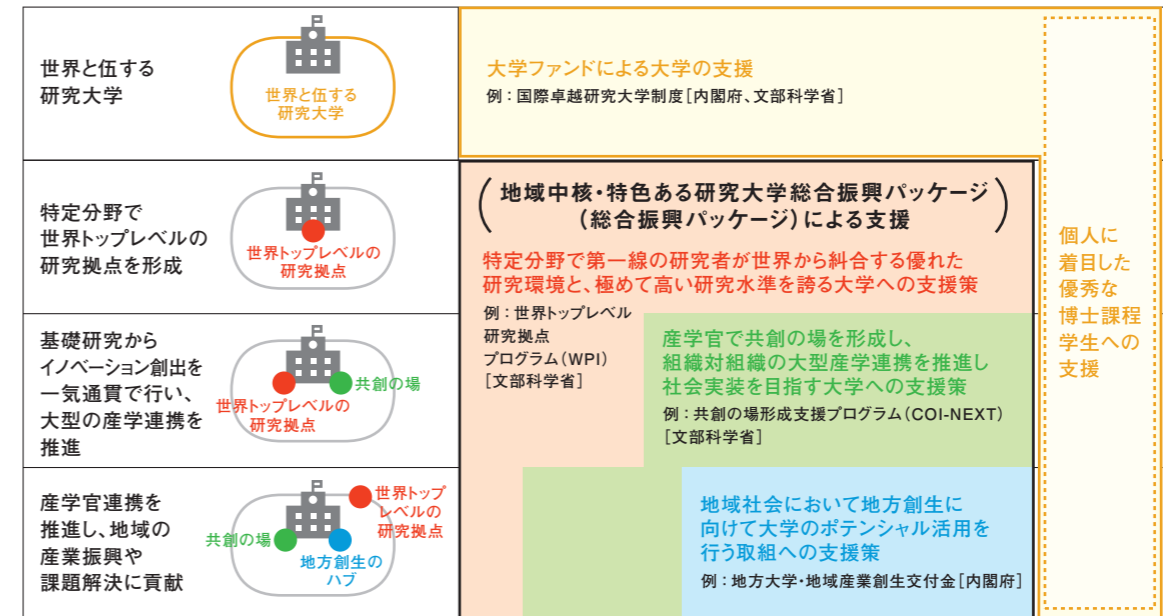 世界と伍する
研究大学
世界と伍する
研究大学
大学ファンドによる大学の支援
例：国際卓越研究大学制度［内閣府、文部科学省］
特定分野で
世界トップレベルの
研究拠点を形成
世界トップレベルの
研究拠点
地域中核・特色ある研究大学総合振興パッケージ
（総合振興パッケージ）による支援
特定分野で第一線の研究者が世界から糾合する優れた
研究環境と、極めて高い研究水準を誇る大学への支援策
例：世界トップレベル
研究拠点
プログラム（WPI）
［文部科学省］
個人に
着目した
優秀な
博士課程
学生への
支援
基礎研究から
イノベーション創出を
一気通貫で行い、
大型の産学連携を
推進
共創の場
世界トップレベルの
研究拠点
産学官で共創の場を形成し、
組織対組織の大型産学連携を推進し
社会実装を目指す大学への支援策
例：共創の場形成支援プログラム（COI-NEXT）
［文部科学省］
産学官連携を
推進し、地域の
産業振興や
課題解決に貢献
世界トップ
レベルの
研究拠点
共創の場
地方創生の
ハブ
地域社会において地方創生に
向けて大学のポテンシャル活用を
行う取組への支援策
例：地方大学・地域産業創生交付金［内閣府］